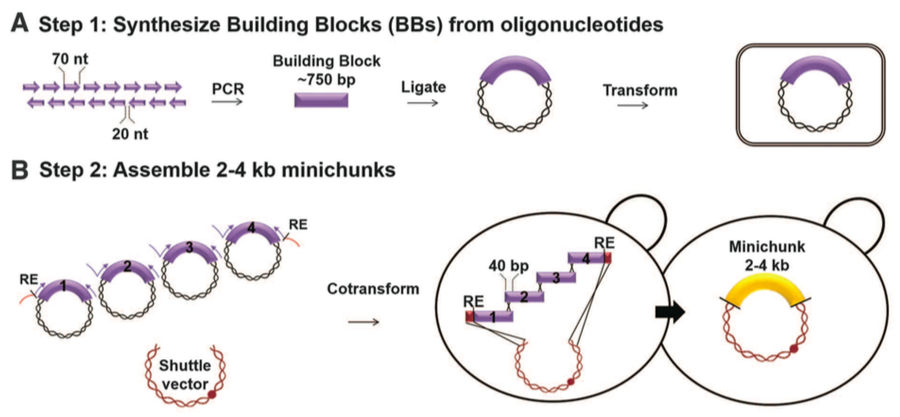 A Step 1: Synthesize Building Blocks (BBs) from oligonucleotides
70 nt
20 nt
PCR
Building Block
~750 bp
Ligate
Transform
B Step 2: Assemble 2-4 kb minichunks
RE
1
2
3
4
RE
Shuttle
vector
Cotransform
RE
40 bp
RE
1
2
3
4
Minichunk
2-4 kb